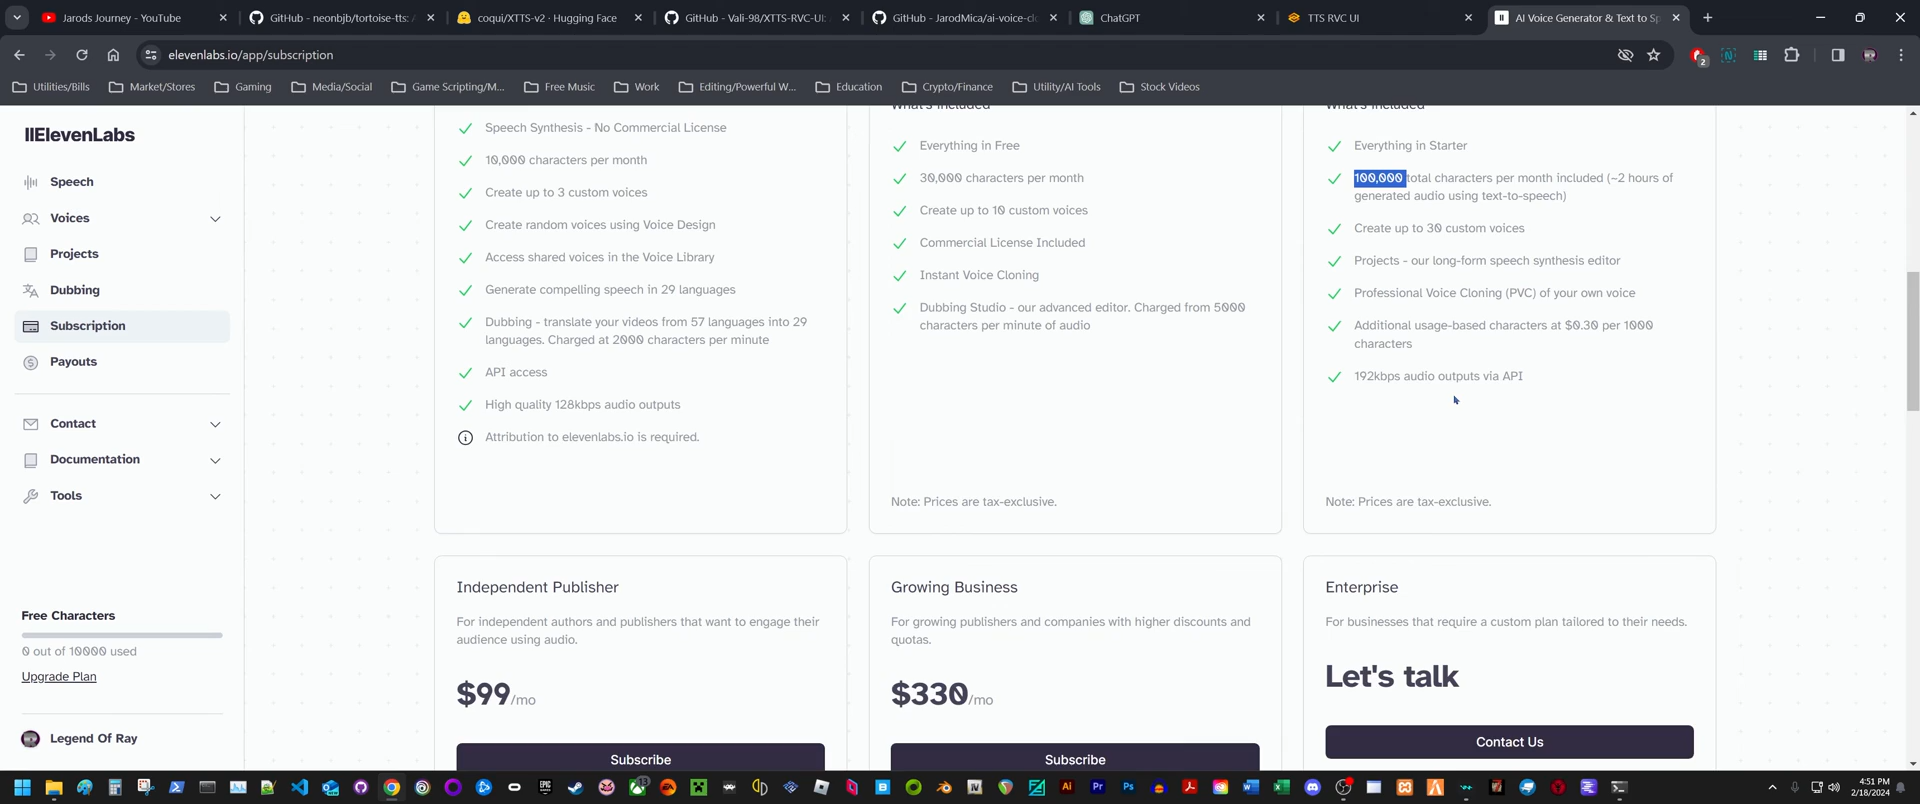 Jarods Journey - YouTube
GitHub - neonbjb/tortoise-tts: A
coqui/XTTS-v2 · Hugging Face
GitHub - Vali-98/XTTS-RVC-UI:
GitHub - JarodMica/ai-voice-cl
ChatGPT
TTS RVC UI
AI Voice Generator & Text to Sp
elevenlabs.io/app/subscription
2
Utilities/Bills
Market/Stores
Gaming
Media/Social
Game Scripting/M...
Free Music
Work
Editing/Powerful W...
Education
Crypto/Finance
Utility/AI Tools
Stock Videos
IIElevenLabs
Speech
Voices
Projects
Dubbing
Subscription
Payouts
Contact
Documentation
Tools
Free Characters
0 out of 10000 used
Upgrade Plan
Legend Of Ray
Speech Synthesis - No Commercial License
10,000 characters per month
Create up to 3 custom voices
Create random voices using Voice Design
Access shared voices in the Voice Library
Generate compelling speech in 29 languages
Dubbing - translate your videos from 57 languages into 29
languages. Charged at 2000 characters per minute
API access
High quality 128kbps audio outputs
Attribution to elevenlabs.io is required.
What's included
Everything in Free
30,000 characters per month
Create up to 10 custom voices
Commercial License Included
Instant Voice Cloning
Dubbing Studio - our advanced editor. Charged from 5000
characters per minute of audio
Note: Prices are tax-exclusive.
What's included
Everything in Starter
100,000 total characters per month included (~2 hours of
generated audio using text-to-speech)
Create up to 30 custom voices
Projects - our long-form speech synthesis editor
Professional Voice Cloning (PVC) of your own voice
Additional usage-based characters at $0.30 per 1000
characters
192kbps audio outputs via API
Note: Prices are tax-exclusive.
Independent Publisher
For independent authors and publishers that want to engage their
audience using audio.
$99/mo
Subscribe
Growing Business
For growing publishers and companies with higher discounts and
quotas.
$330/mo
Subscribe
Enterprise
For businesses that require a custom plan tailored to their needs.
Let's talk
Contact Us
4:51 PM
2/18/2024